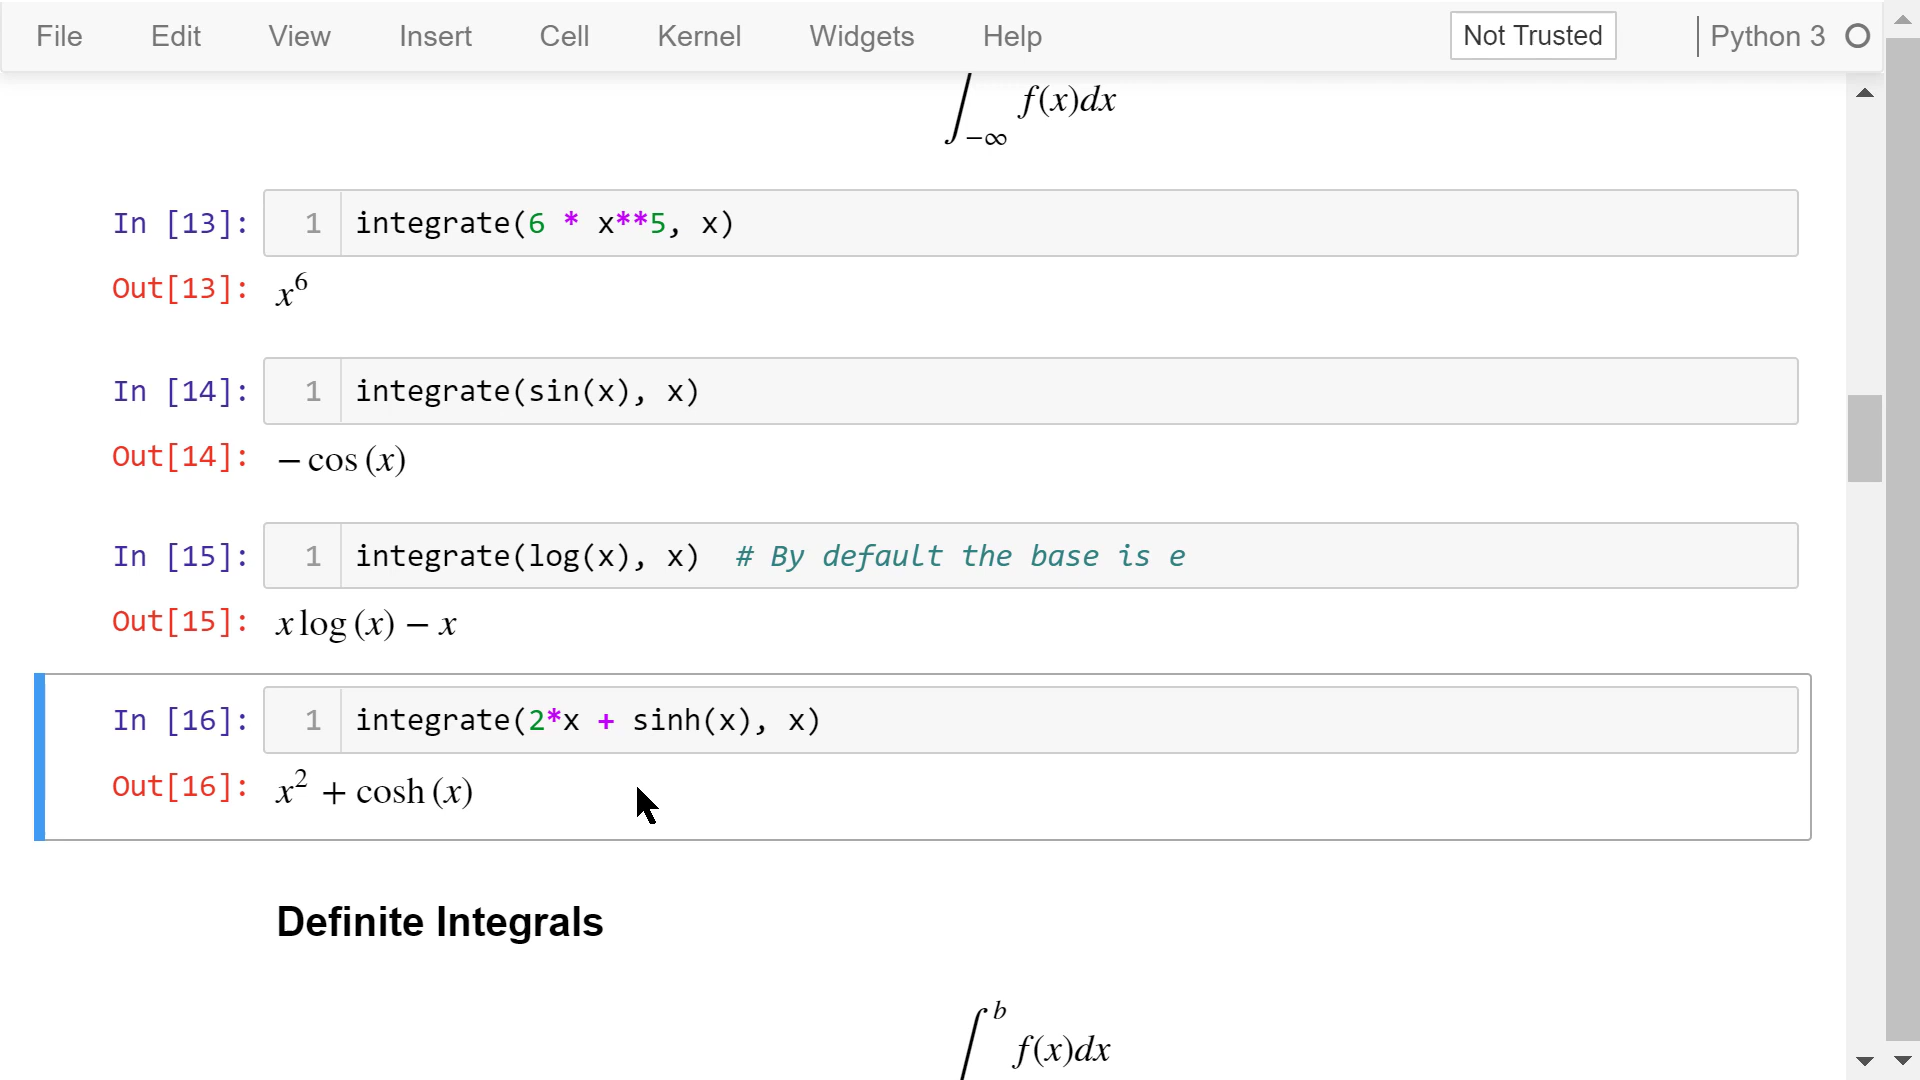 File Edit View Insert Cell Kernel Widgets Help Not Trusted Python 3
∫_{−∞} f(x)dx
In [13]: 1 integrate(6 * x**5, x)
Out[13]: x⁶
In [14]: 1 integrate(sin(x), x)
Out[14]: − cos (x)
In [15]: 1 integrate(log(x), x)  # By default the base is e
Out[15]: x log (x) − x
In [16]: 1 integrate(2*x + sinh(x), x)
Out[16]: x² + cosh (x)
Definite Integrals
∫^b f(x)dx